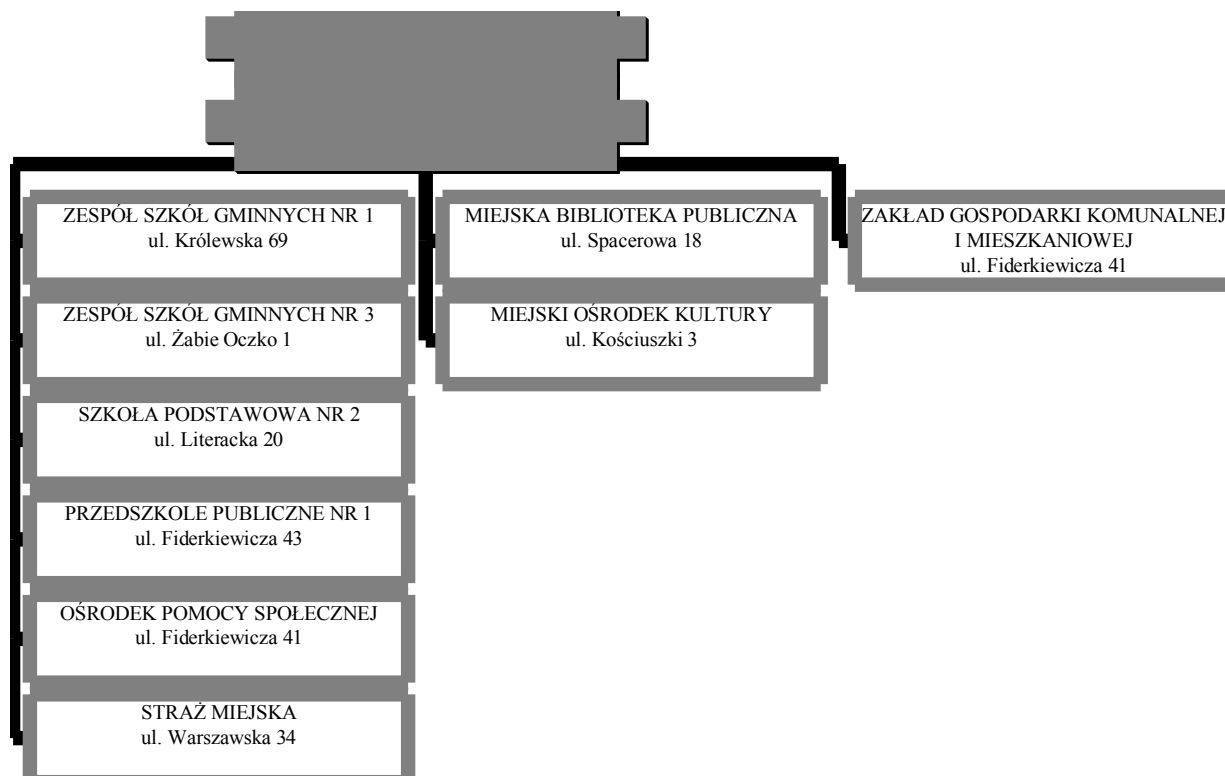 ZESPÓŁ SZKÓŁ GMINNYCH NR 1
ul. Królewska 69
ZESPÓŁ SZKÓŁ GMINNYCH NR 3
ul. Żabie Oczko 1
SZKOŁA PODSTAWOWA NR 2
ul. Literacka 20
PRZEDSZKOLE PUBLICZNE NR 1
ul. Fiderkiewicza 43
OŚRODEK POMOCY SPOŁECZNEJ
ul. Fiderkiewicza 41
STRAŻ MIEJSKA
ul. Warszawska 34
MIEJSKA BIBLIOTEKA PUBLICZNA
ul. Spacerowa 18
MIEJSKI OŚRODEK KULTURY
ul. Kościuszki 3
ZAKŁAD GOSPODARKI KOMUNALNEJ
I MIESZKANIOWEJ
ul. Fiderkiewicza 41